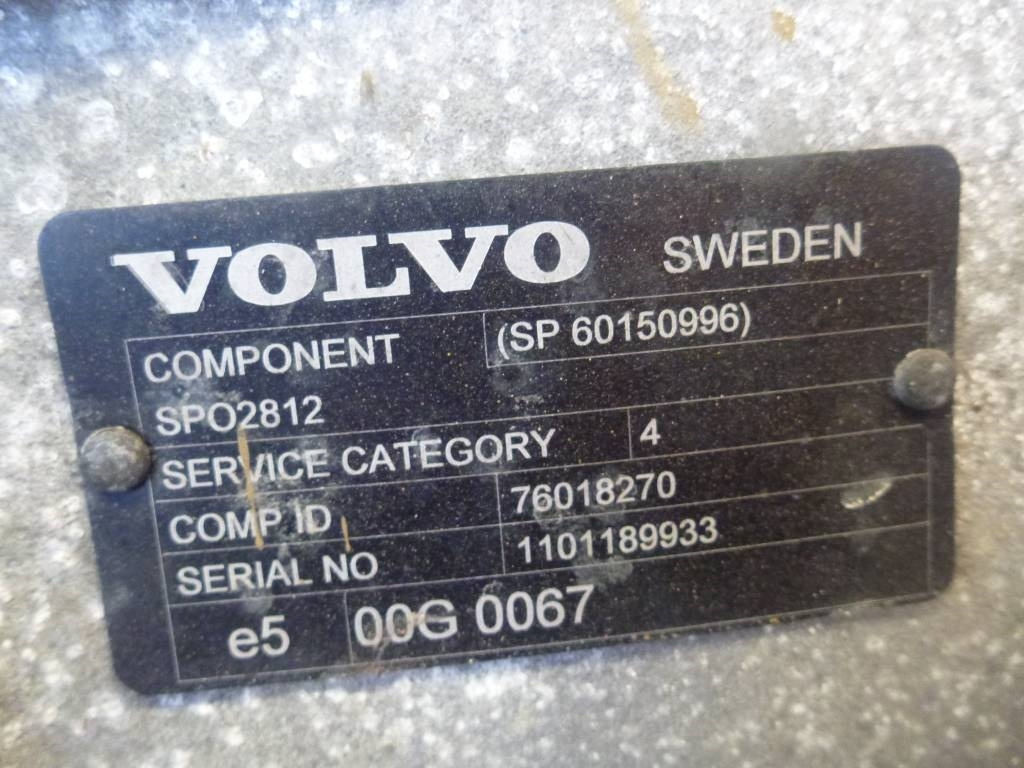 VOLVO SWEDEN
COMPONENT (SP 60150996)
SPO2812
SERVICE CATEGORY 4
COMP ID 76018270
SERIAL NO 1101189933
e5 00G 0067